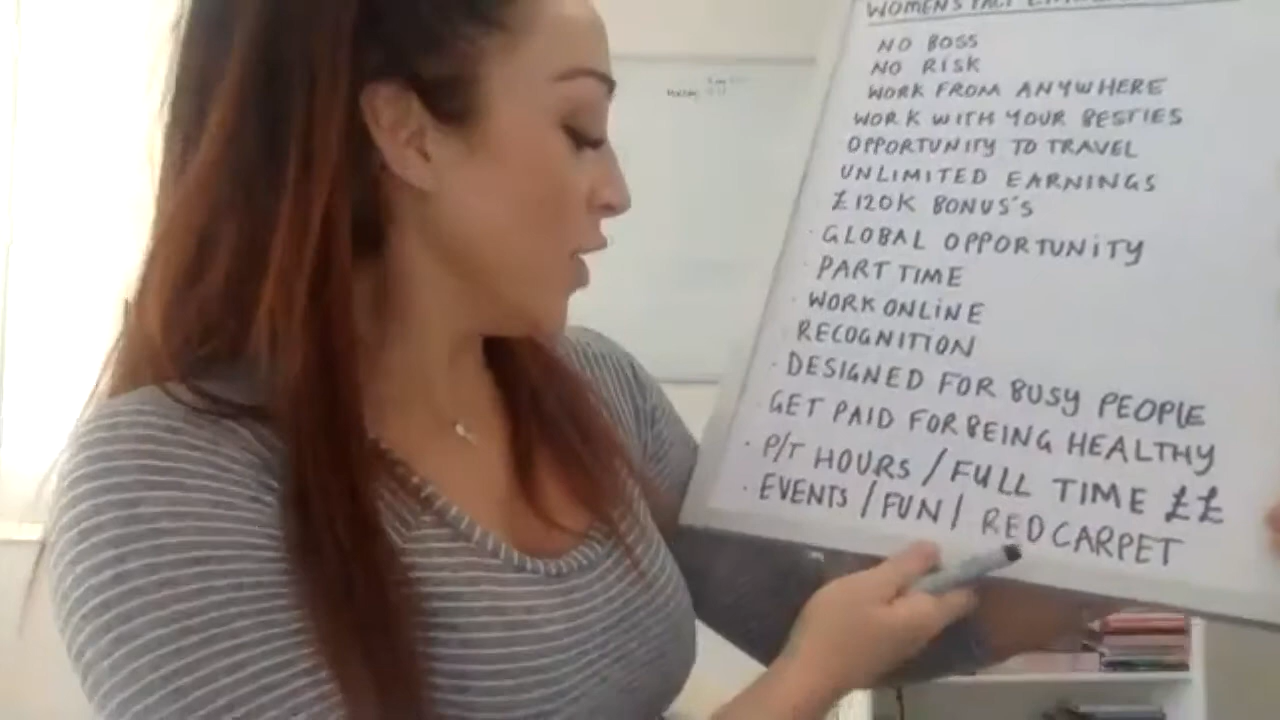 WOMENS
NO BOSS
NO RISK
WORK FROM ANYWHERE
WORK WITH YOUR BESTIES
OPPORTUNITY TO TRAVEL
UNLIMITED EARNINGS
£120K BONUS'S
· GLOBAL OPPORTUNITY
· PART TIME
· WORK ONLINE
· RECOGNITION
· DESIGNED FOR BUSY PEOPLE
· GET PAID FOR BEING HEALTHY
· P/T HOURS / FULL TIME ££
· EVENTS / FUN / RED CARPET